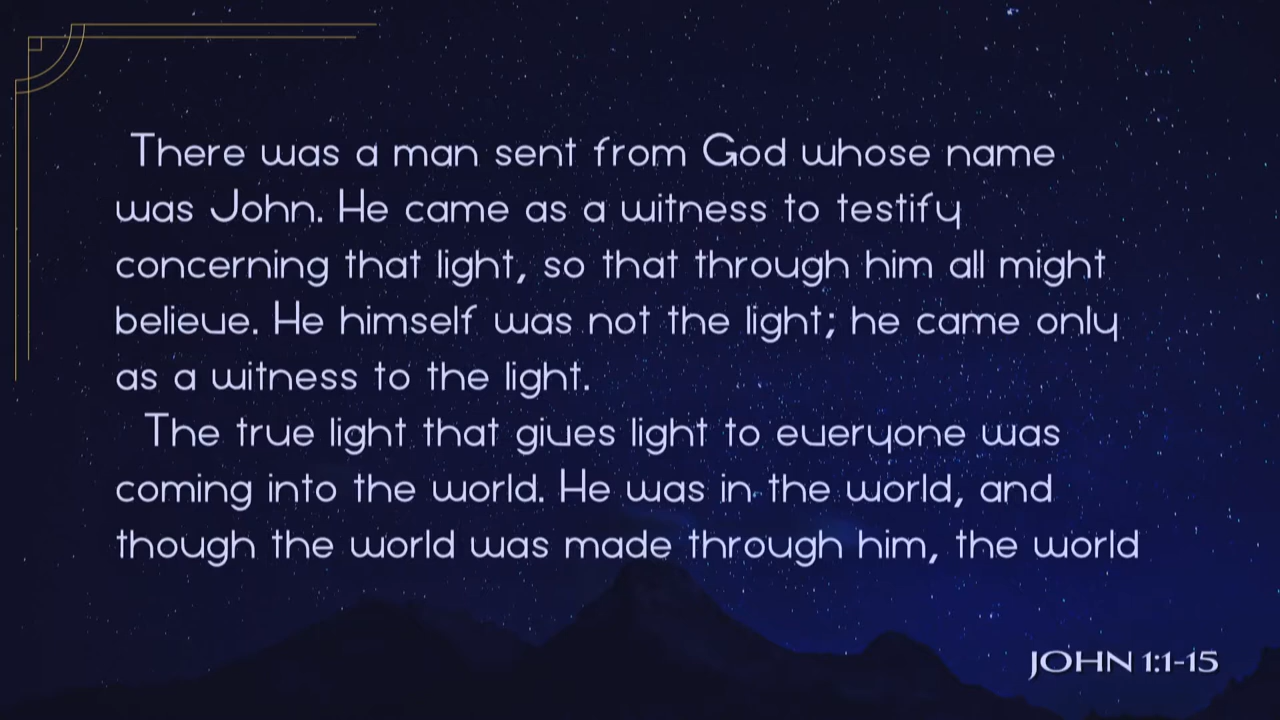 There was a man sent from God whose name
was John. He came as a witness to testify
concerning that light, so that through him all might
believe. He himself was not the light; he came only
as a witness to the light.
The true light that gives light to everyone was
coming into the world. He was in the world, and
though the world was made through him, the world
JOHN 1:1-15